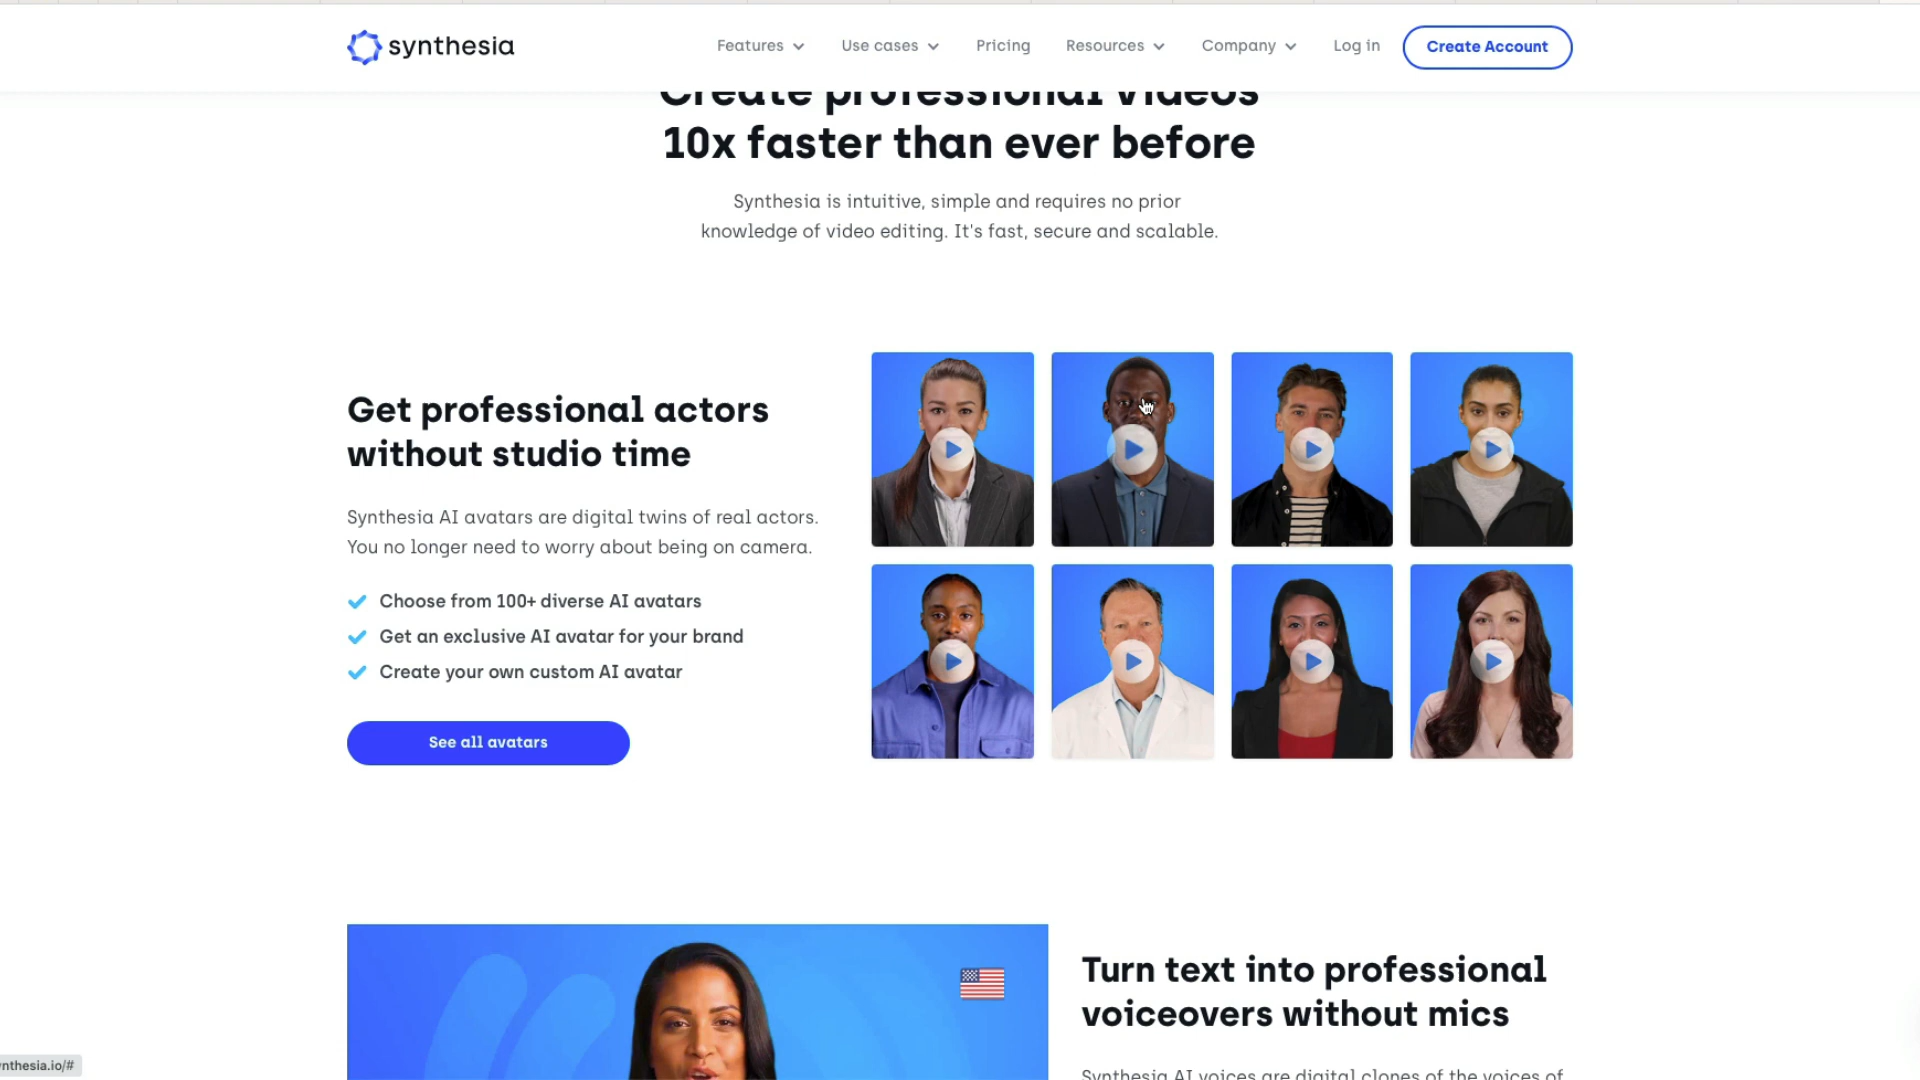 synthesia
Features
Use cases
Pricing
Resources
Company
Log in
Create Account
Create professional videos
10x faster than ever before
Synthesia is intuitive, simple and requires no prior
knowledge of video editing. It's fast, secure and scalable.
Get professional actors
without studio time
Synthesia AI avatars are digital twins of real actors.
You no longer need to worry about being on camera.
Choose from 100+ diverse AI avatars
Get an exclusive AI avatar for your brand
Create your own custom AI avatar
See all avatars
Turn text into professional
voiceovers without mics
Synthesia AI voices are digital clones of the voices of
nthesia.io/#